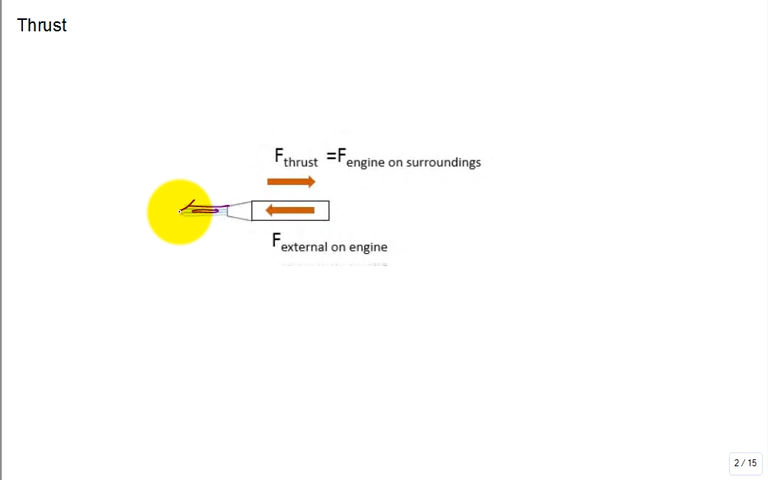 Thrust
Fthrust =Fengine on surroundings
Fexternal on engine
2 / 15